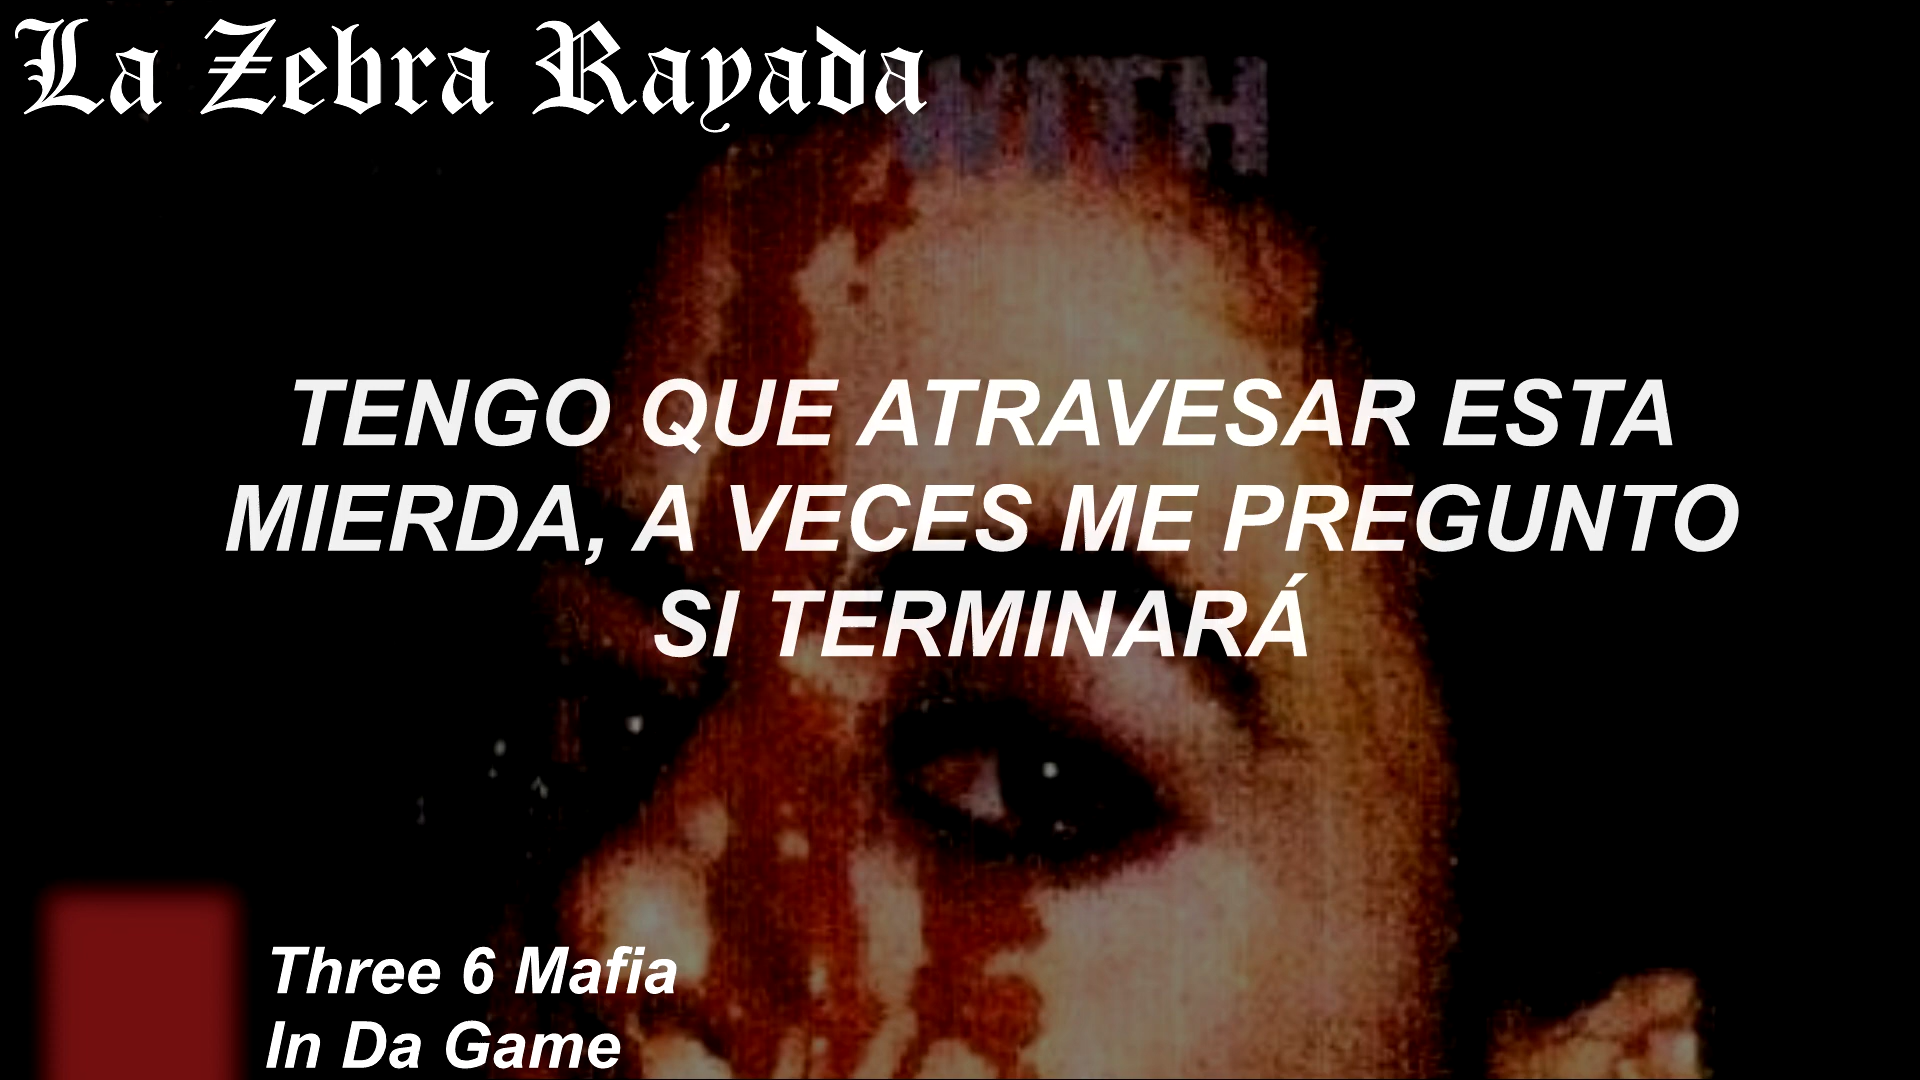 La Zebra Rayada
WITH
TENGO QUE ATRAVESAR ESTA
MIERDA, A VECES ME PREGUNTO
SI TERMINARÁ
Three 6 Mafia
In Da Game